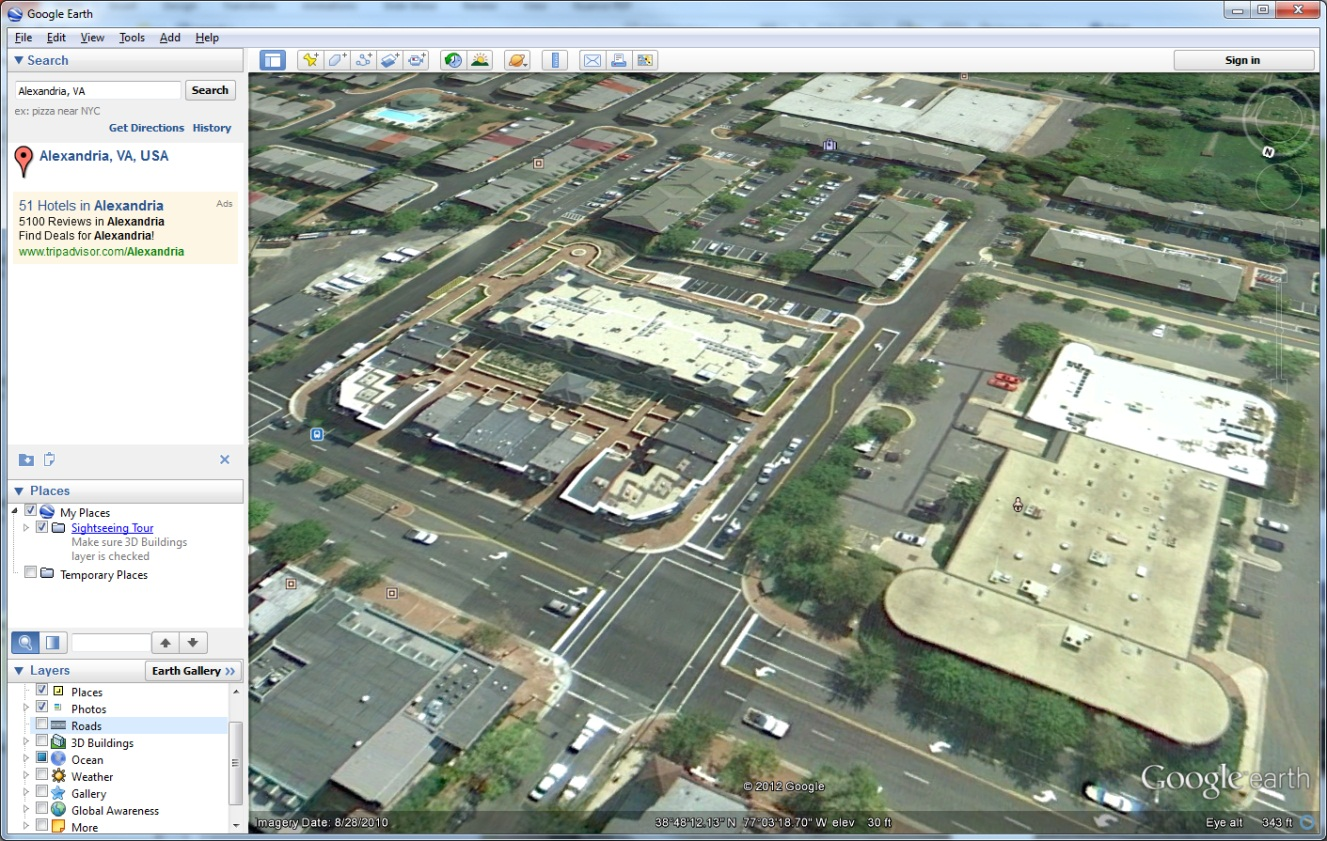 Google Earth
File Edit View Tools Add Help
Search
Sign in
Alexandria, VA
Search
ex: pizza near NYC
Get Directions History
Alexandria, VA, USA
51 Hotels in Alexandria
Ads
5100 Reviews in Alexandria
Find Deals for Alexandria!
www.tripadvisor.com/Alexandria
N
Places
My Places
Sightseeing Tour
Make sure 3D Buildings
layer is checked
Temporary Places
Layers
Earth Gallery >>
Places
Photos
Roads
3D Buildings
Ocean
Weather
Gallery
Global Awareness
More
© 2012 Google
Google earth
Imagery Date: 8/28/2010
38°48'12.13" N 77°03'18.70" W elev 30 ft
Eye alt 343 ft